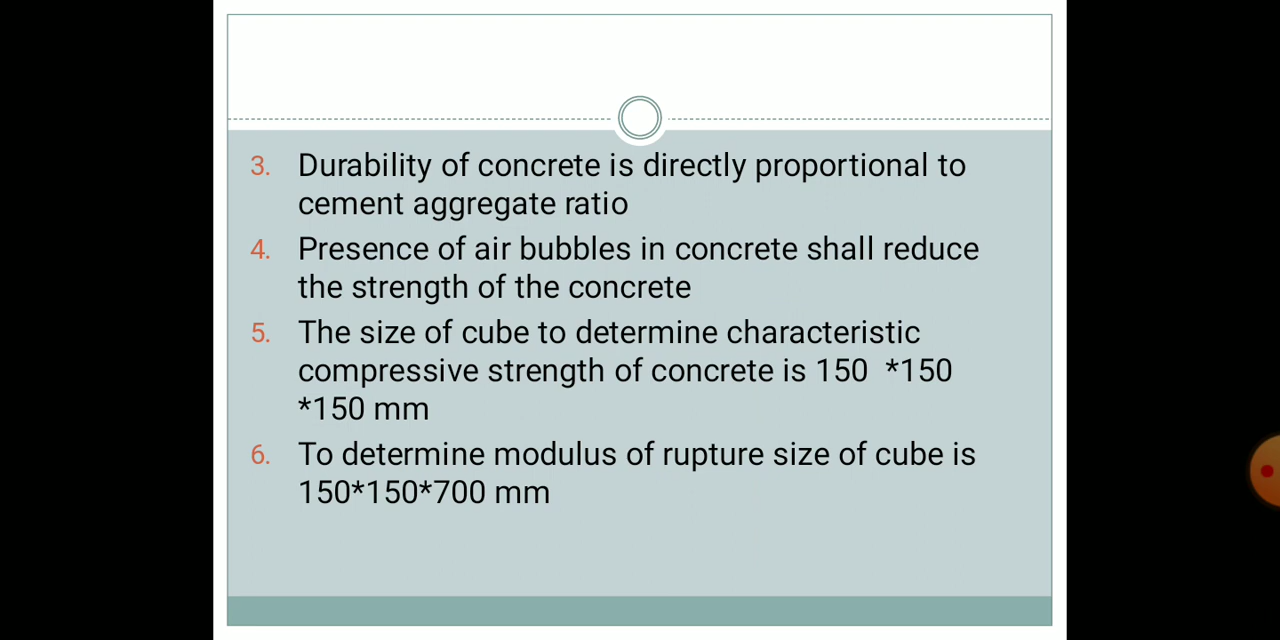 3. Durability of concrete is directly proportional to
cement aggregate ratio
4. Presence of air bubbles in concrete shall reduce
the strength of the concrete
5. The size of cube to determine characteristic
compressive strength of concrete is 150  *150
*150 mm
6. To determine modulus of rupture size of cube is
150*150*700 mm